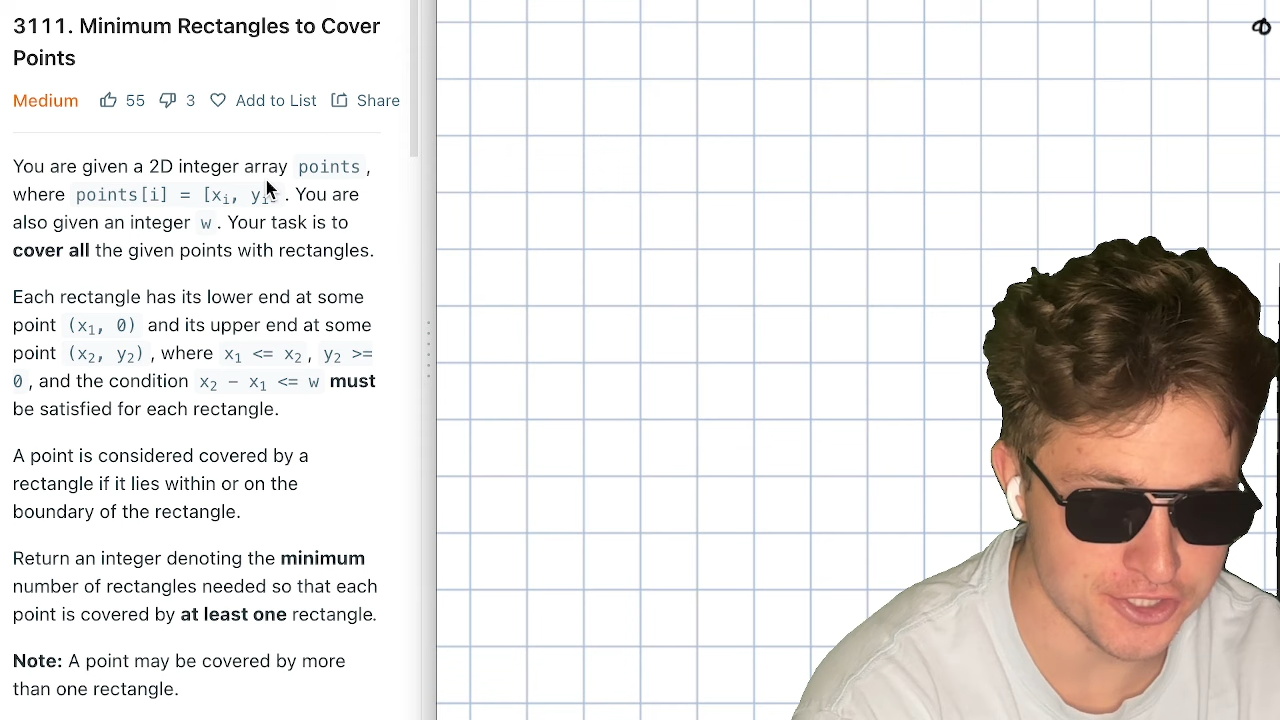 3111. Minimum Rectangles to Cover
Points
Medium 55 3 Add to List Share
You are given a 2D integer array points,
where points[i] = [xi, yi. You are
also given an integer w. Your task is to
cover all the given points with rectangles.
Each rectangle has its lower end at some
point (x1, 0) and its upper end at some
point (x2, y2), where x1 <= x2, y2 >=
0, and the condition x2 - x1 <= w must
be satisfied for each rectangle.
A point is considered covered by a
rectangle if it lies within or on the
boundary of the rectangle.
Return an integer denoting the minimum
number of rectangles needed so that each
point is covered by at least one rectangle.
Note: A point may be covered by more
than one rectangle.